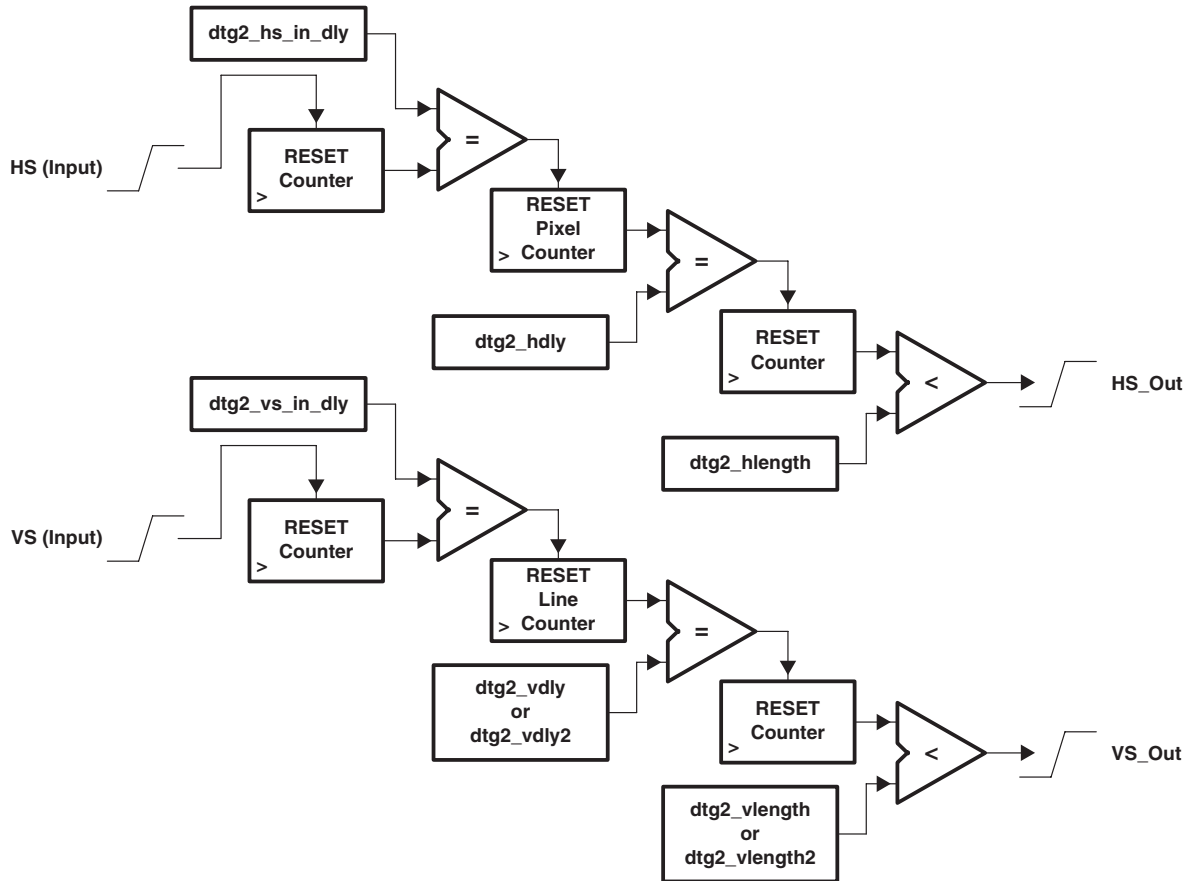 dtg2_hs_in_dly
HS (Input)
RESET
Counter
>
=
RESET
Pixel
Counter
>
=
dtg2_hdly
RESET
Counter
>
<
HS_Out
dtg2_hlength
dtg2_vs_in_dly
VS (Input)
RESET
Counter
>
=
RESET
Line
Counter
>
=
dtg2_vdly
or
dtg2_vdly2
RESET
Counter
>
<
VS_Out
dtg2_vlength
or
dtg2_vlength2